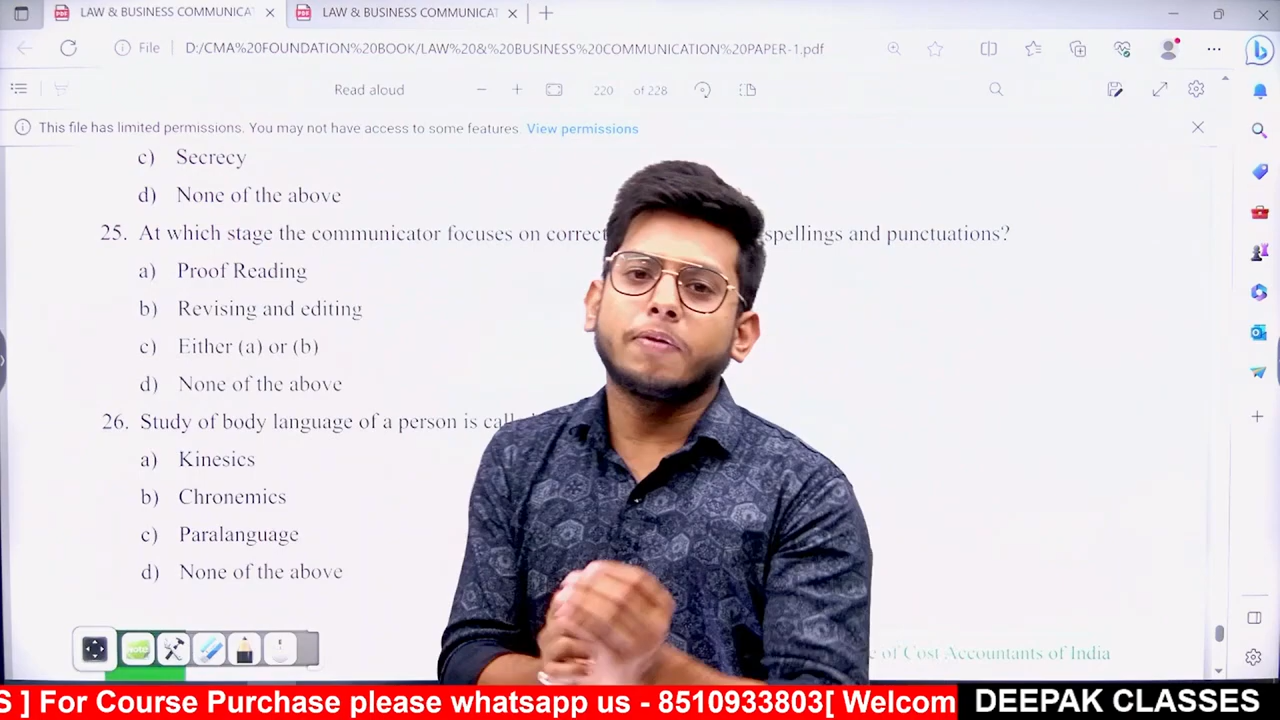 LAW & BUSINESS COMMUNICAT
LAW & BUSINESS COMMUNICAT
File D:/CMA%20FOUNDATION%20BOOK/LAW%20&%20BUSINESS%20COMMUNICATION%20PAPER-1.pdf
Read aloud 220 of 228
This file has limited permissions. You may not have access to some features. View permissions
c) Secrecy
d) None of the above
25. At which stage the communicator focuses on correct spellings and punctuations?
a) Proof Reading
b) Revising and editing
c) Either (a) or (b)
d) None of the above
26. Study of body language of a person is
a) Kinesics
b) Chronemics
c) Paralanguage
d) None of the above
note
of Cost Accountants of India
S ] For Course Purchase please whatsapp us - 8510933803[ Welcom DEEPAK CLASSES